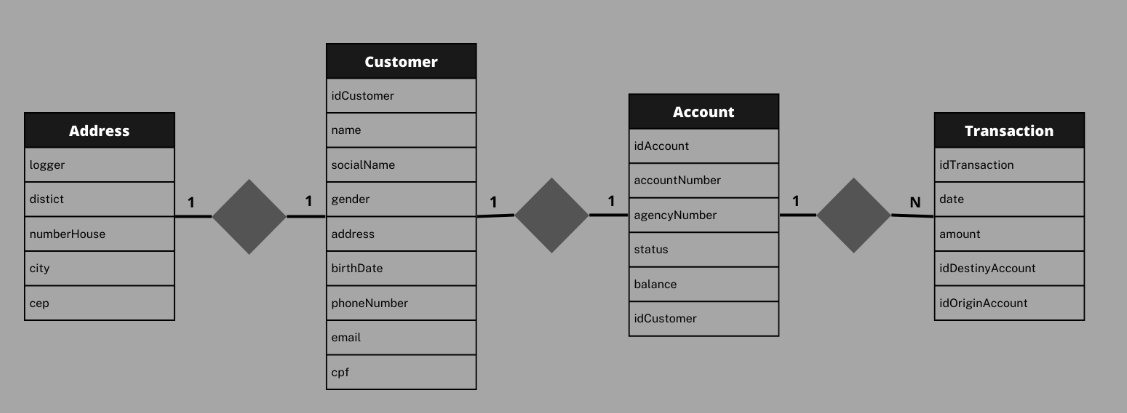 Address
logger
distict
numberHouse
city
cep
1
1
Customer
idCustomer
name
socialName
gender
address
birthDate
phoneNumber
email
cpf
1
1
Account
idAccount
accountNumber
agencyNumber
status
balance
idCustomer
1
N
Transaction
idTransaction
date
amount
idDestinyAccount
idOriginAccount